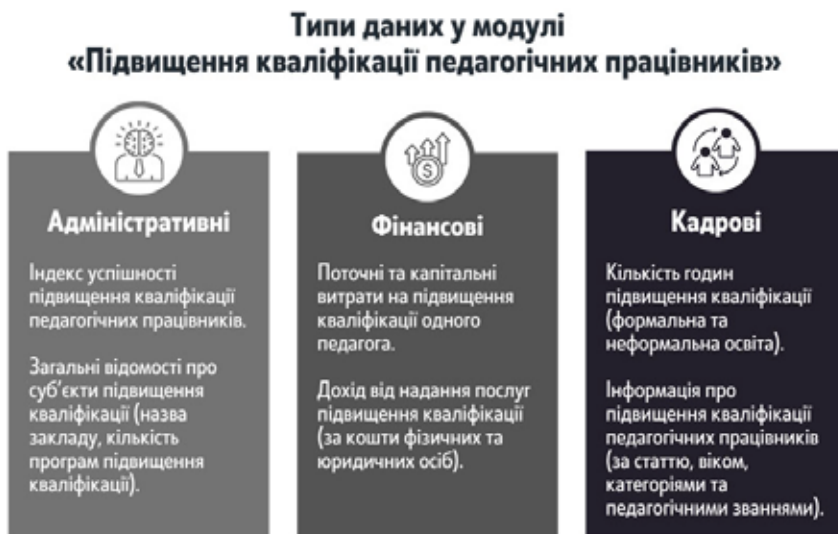 Типи даних у модулі
«Підвищення кваліфікації педагогічних працівників»
Адміністративні
Індекс успішності
підвищення кваліфікації
педагогічних працівників.
Загальні відомості про
суб’єкти підвищення
кваліфікації (назва
закладу, кількість
програм підвищення
кваліфікації).
$
Фінансові
Поточні та капітальні
витрати на підвищення
кваліфікації одного
педагога.
Дохід від надання послуг
підвищення кваліфікації
(за кошти фізичних та
юридичних осіб).
Кадрові
Кількість годин
підвищення кваліфікації
(формальна та
неформальна освіта).
Інформація про
підвищення кваліфікації
педагогічних працівників
(за статтю, віком,
категоріями та
педагогічними званнями).